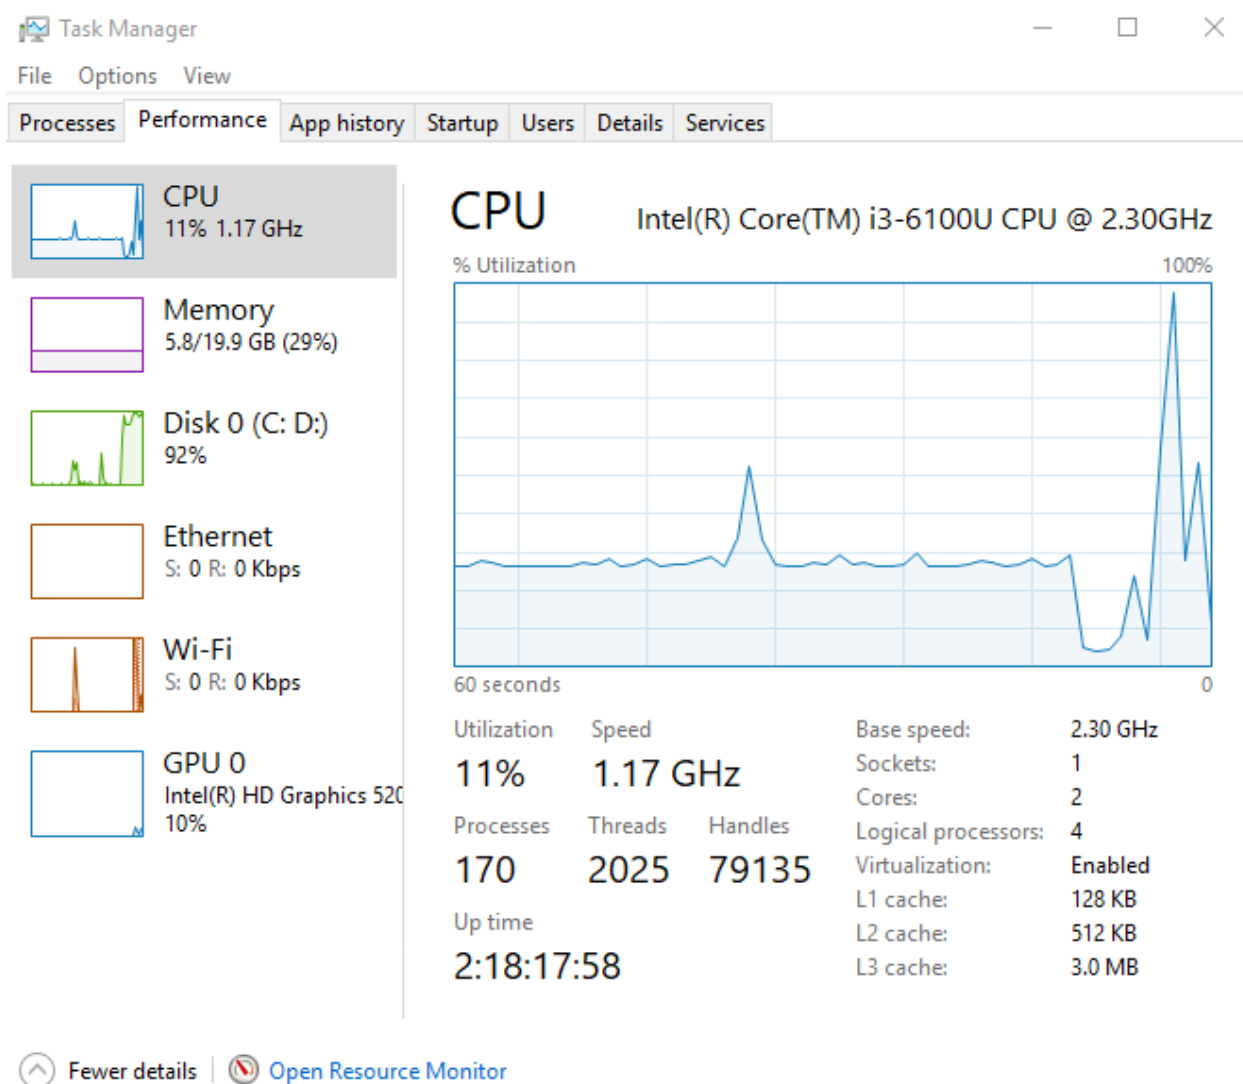 Task Manager
File Options View
Processes Performance App history Startup Users Details Services
CPU
11% 1.17 GHz
Memory
5.8/19.9 GB (29%)
Disk 0 (C: D:)
92%
Ethernet
S: 0 R: 0 Kbps
Wi-Fi
S: 0 R: 0 Kbps
GPU 0
Intel(R) HD Graphics 520
10%
CPU Intel(R) Core(TM) i3-6100U CPU @ 2.30GHz
% Utilization 100%
60 seconds 0
Utilization Speed
11% 1.17 GHz
Processes Threads Handles
170 2025 79135
Up time
2:18:17:58
Base speed: 2.30 GHz
Sockets: 1
Cores: 2
Logical processors: 4
Virtualization: Enabled
L1 cache: 128 KB
L2 cache: 512 KB
L3 cache: 3.0 MB
Fewer details Open Resource Monitor